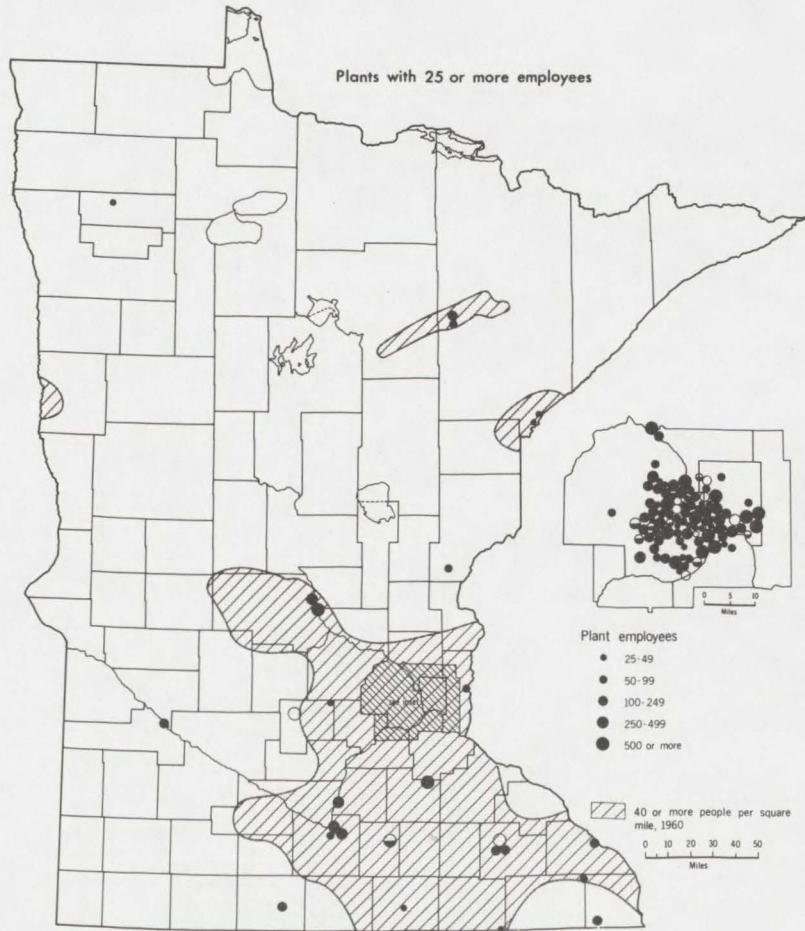 Plants with 25 or more employees
0 5 10
Miles
Plant employees
25-49
50-99
100-249
250-499
500 or more
see inset
40 or more people per square
mile, 1960
0 10 20 30 40 50
Miles